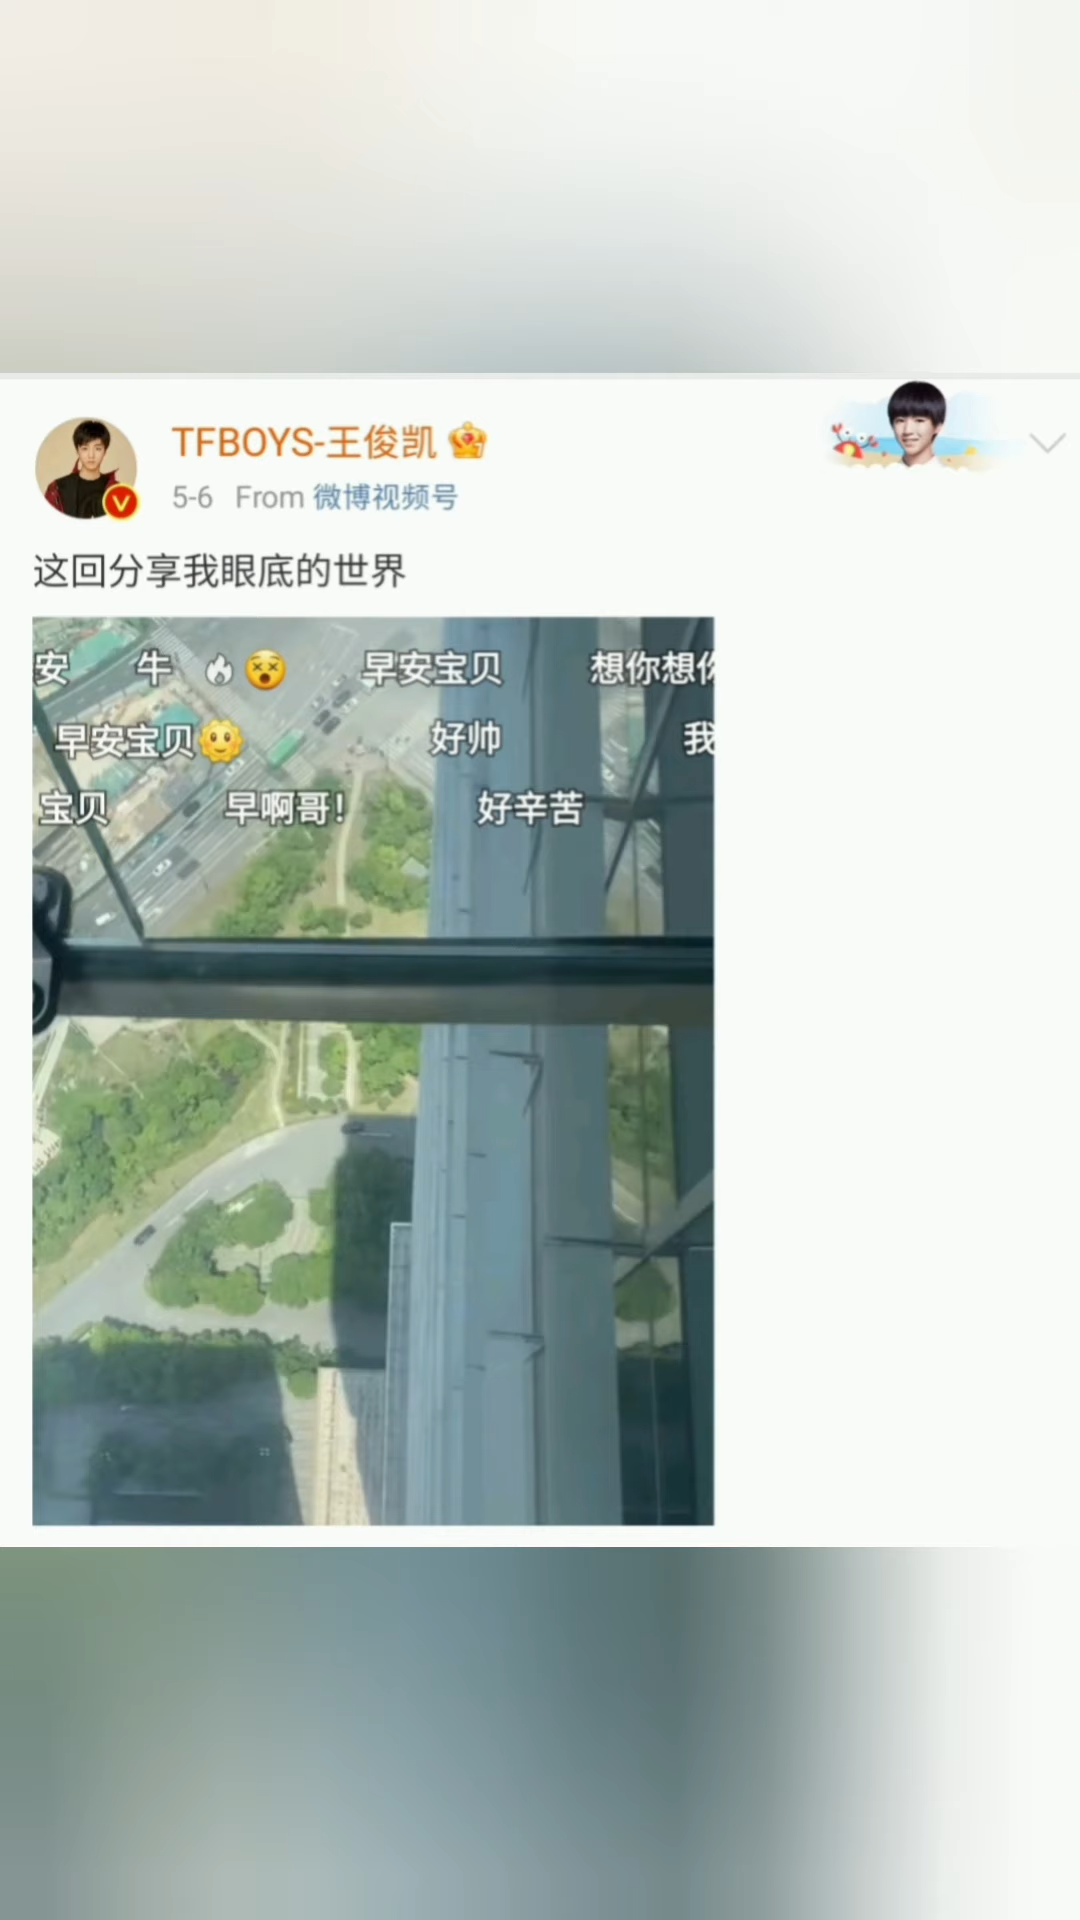 TFBOYS-王俊凯
5-6 From 微博视频号
这回分享我眼底的世界
安 牛 早安宝贝 想你想你
早安宝贝 好帅 我
宝贝 早啊哥! 好辛苦